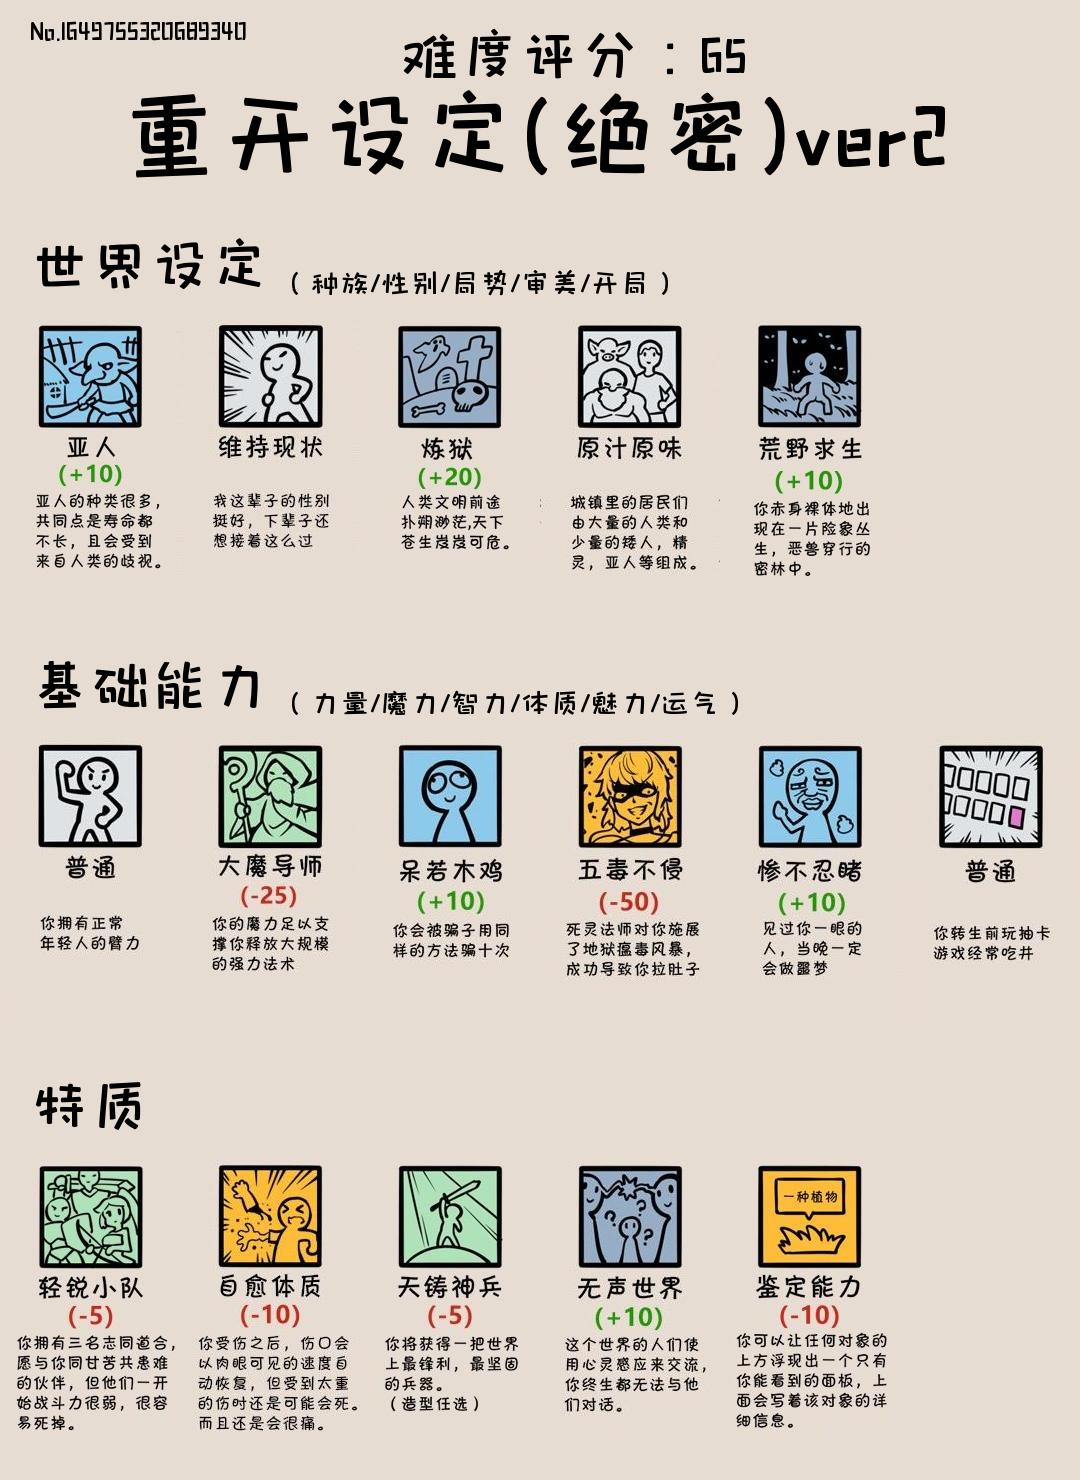 No.1649755320689340
难度评分：65
重开设定(绝密)ver2
世界设定（种族/性别/局势/审美/开局）
亚人
(+10)
亚人的种类很多，
共同点是寿命都
不长，且会受到
来自人类的歧视。
维持现状
我这辈子的性别
挺好，下辈子还
想接着这么过
炼狱
(+20)
人类文明前途
扑朔渺茫,天下
苍生岌岌可危。
原汁原味
城镇里的居民们
由大量的人类和
少量的矮人，精
灵，亚人等组成。
荒野求生
(+10)
你赤身裸体地出
现在一片险象丛
生，恶兽穿行的
密林中。
基础能力（力量/魔力/智力/体质/魅力/运气）
普通
你拥有正常
年轻人的臂力
大魔导师
(-25)
你的魔力足以支
撑你释放大规模
的强力法术
呆若木鸡
(+10)
你会被骗子用同
样的方法骗十次
五毒不侵
(-50)
死灵法师对你施展
了地狱瘟毒风暴，
成功导致你拉肚子
惨不忍睹
(+10)
见过你一眼的
人，当晚一定
会做噩梦
普通
你转生前玩抽卡
游戏经常吃井
特质
轻锐小队
(-5)
你拥有三名志同道合，
愿与你同甘苦共患难
的伙伴，但他们一开
始战斗力很弱，很容
易死掉。
自愈体质
(-10)
你受伤之后，伤口会
以肉眼可见的速度自
动恢复，但受到太重
的伤时还是可能会死。
而且还是会很痛。
天铸神兵
(-5)
你将获得一把世界
上最锋利，最坚固
的兵器。
（造型任选）
无声世界
(+10)
这个世界的人们使
用心灵感应来交流，
你终生都无法与他
们对话。
一种植物
鉴定能力
(-10)
你可以让任何对象的
上方浮现出一个只有
你能看到的面板，上
面会写着该对象的详
细信息。